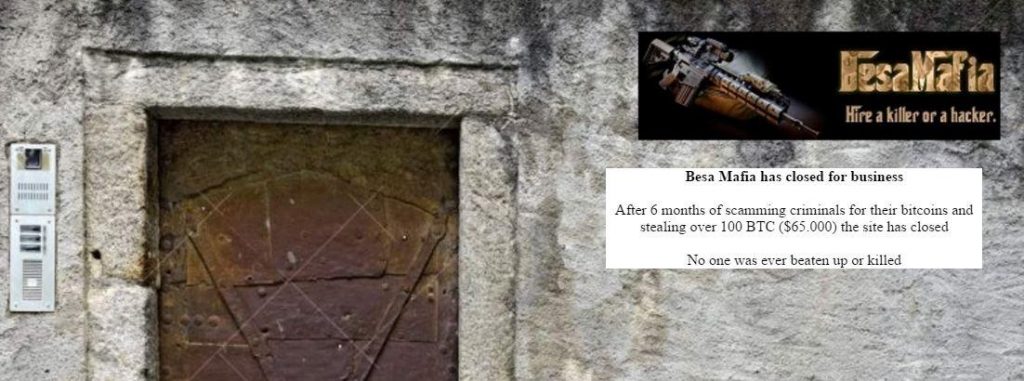 BesaMafia
Hire a killer or a hacker.
Besa Mafia has closed for business
After 6 months of scamming criminals for their bitcoins and
stealing over 100 BTC ($65.000) the site has closed
No one was ever beaten up or killed